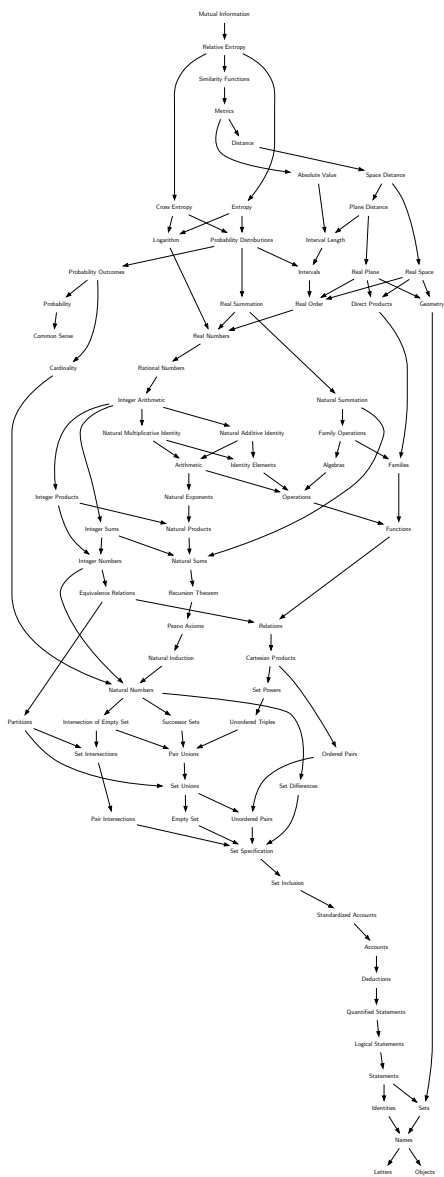 Mutual Information
Relative Entropy
Similarity Functions
Metrics
Distance
Absolute Value
Space Distance
Cross Entropy
Entropy
Plane Distance
Logarithm
Probability Distributions
Interval Length
Probability Outcomes
Intervals
Real Plane
Real Space
Probability
Real Summation
Real Order
Direct Products
Geometry
Common Sense
Real Numbers
Cardinality
Rational Numbers
Integer Arithmetic
Natural Summation
Natural Multiplicative Identity
Natural Additive Identity
Family Operations
Arithmetic
Identity Elements
Algebras
Families
Integer Products
Natural Exponents
Operations
Integer Sums
Natural Products
Functions
Integer Numbers
Natural Sums
Equivalence Relations
Recursion Theorem
Peano Axioms
Relations
Natural Induction
Cartesian Products
Natural Numbers
Set Powers
Partitions
Intersection of Empty Set
Successor Sets
Unordered Triples
Set Intersections
Pair Unions
Ordered Pairs
Set Unions
Set Differences
Pair Intersections
Empty Set
Unordered Pairs
Set Specification
Set Inclusion
Standardized Accounts
Accounts
Deductions
Quantified Statements
Logical Statements
Statements
Identities
Sets
Names
Letters
Objects